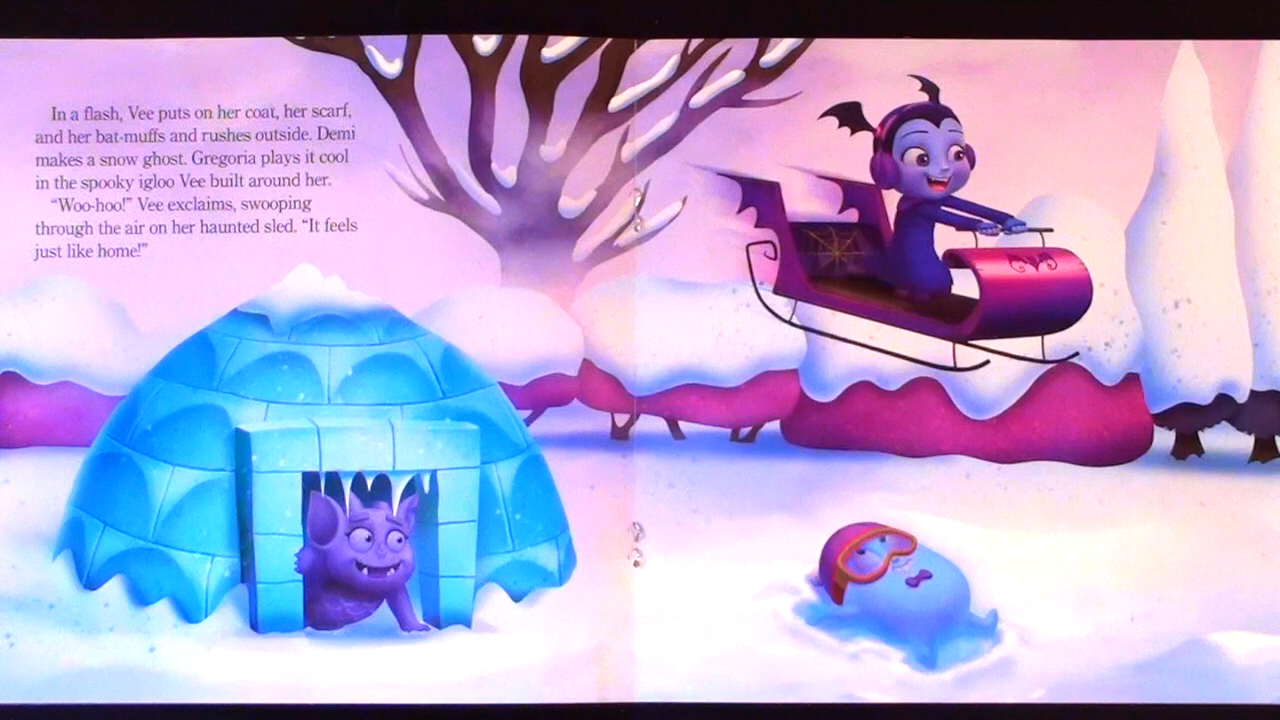 In a flash, Vee puts on her coat, her scarf,
and her bat-muffs and rushes outside. Demi
makes a snow ghost. Gregoria plays it cool
in the spooky igloo Vee built around her.
“Woo-hoo!” Vee exclaims, swooping
through the air on her haunted sled. “It feels
just like home!”